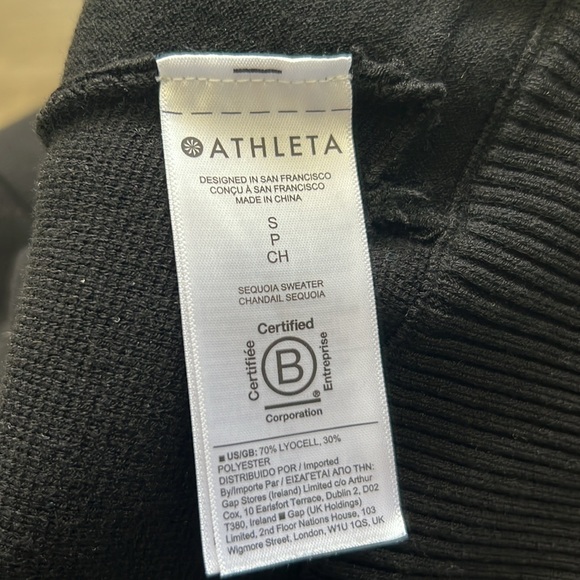 ATHLETA
DESIGNED IN SAN FRANCISCO
CONÇU À SAN FRANCISCO
MADE IN CHINA
S
P
CH
SEQUOIA SWEATER
CHANDAIL SEQUOIA
Certified
Certifiée
B
Entreprise
®
Corporation
■ US/GB: 70% LYOCELL, 30%
POLYESTER
DISTRIBUIDO POR / Imported
By/Importe Par / ΕΙΣΑΓΕΤΑΙ ΑΠΟ ΤΗΝ:
Gap Stores (Ireland) Limited c/o Arthur
Cox, 10 Earlsfort Terrace, Dublin 2, D02
T380, Ireland ■ Gap (UK Holdings)
Limited, 2nd Floor Nations House, 103
Wigmore Street, London, W1U 1QS, UK